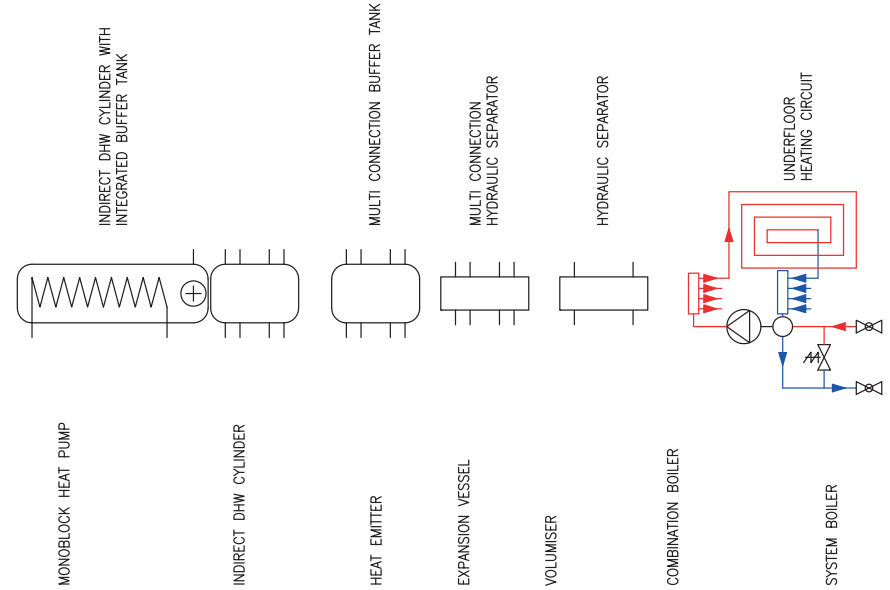 MONOBLOCK HEAT PUMP
INDIRECT DHW CYLINDER
HEAT EMITTER
EXPANSION VESSEL
VOLUMISER
COMBINATION BOILER
SYSTEM BOILER
INDIRECT DHW CYLINDER WITH
INTEGRATED BUFFER TANK
MULTI CONNECTION BUFFER TANK
MULTI CONNECTION
HYDRAULIC SEPARATOR
HYDRAULIC SEPARATOR
UNDERFLOOR
HEATING CIRCUIT